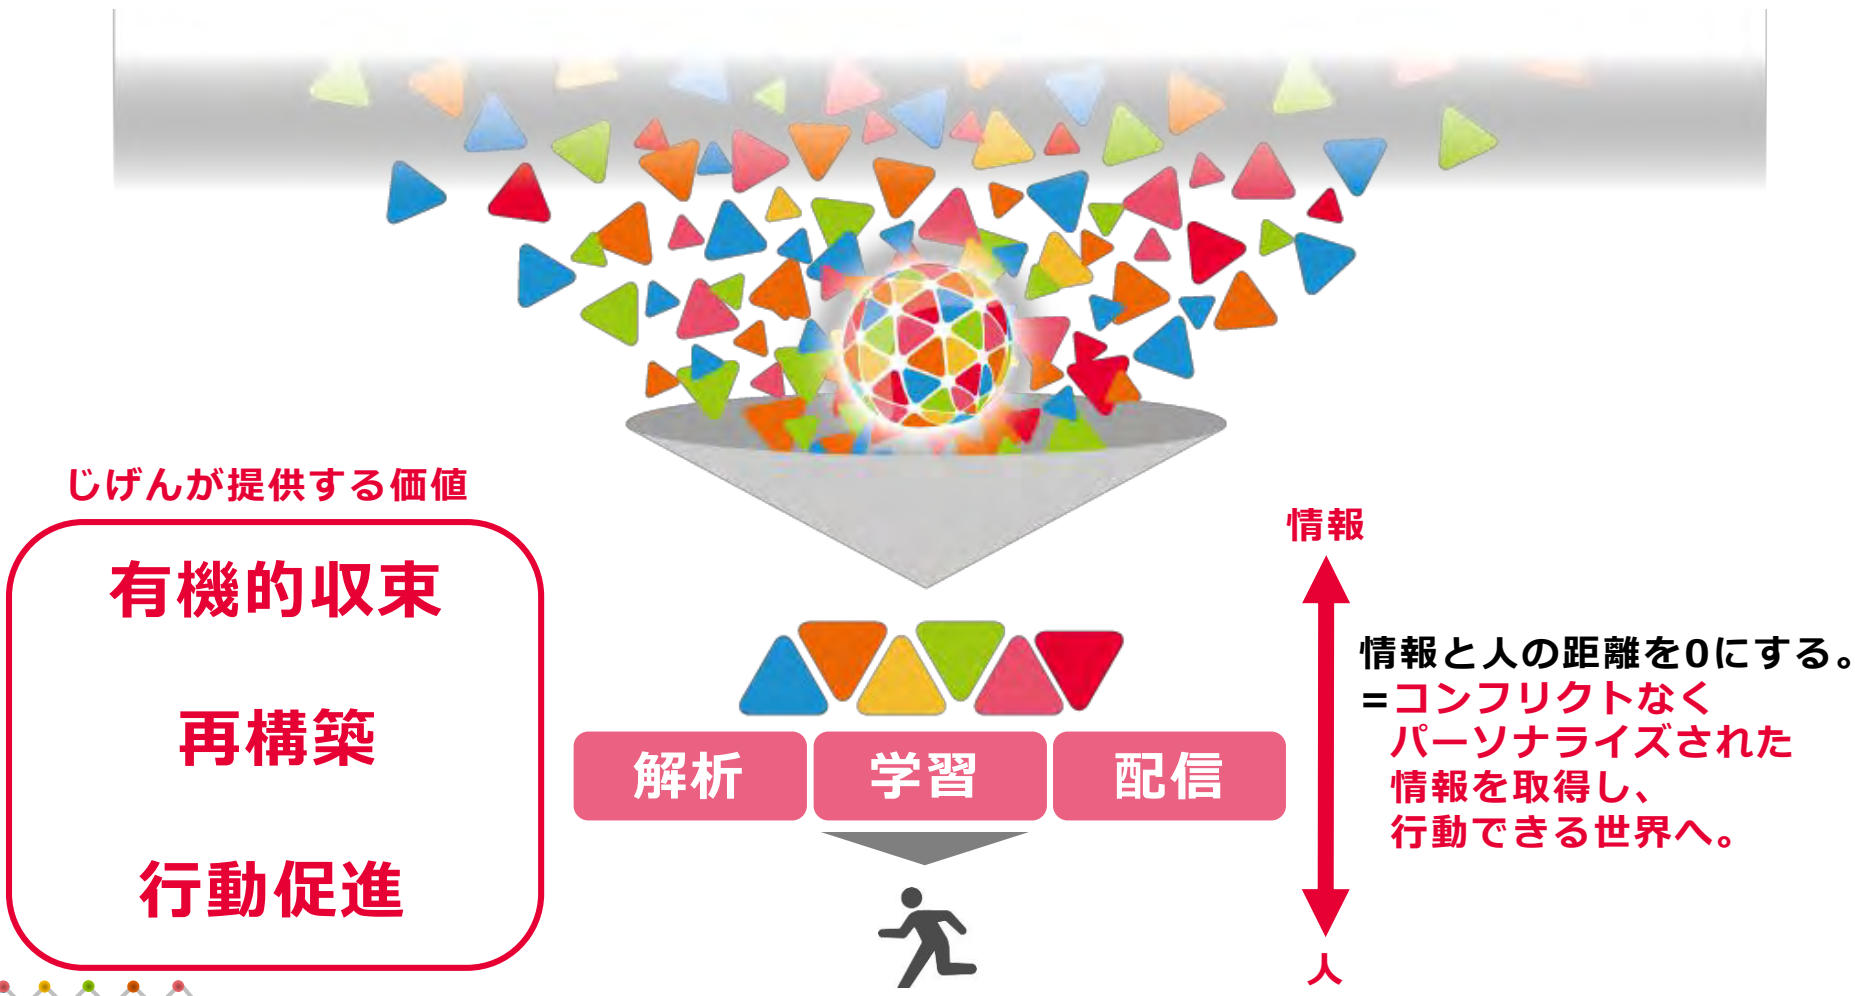 じげんが提供する価値
有機的収束
再構築
行動促進
解析
学習
配信
情報
情報と人の距離を0にする。
=コンフリクトなく
パーソナライズされた
情報を取得し、
行動できる世界へ。
人